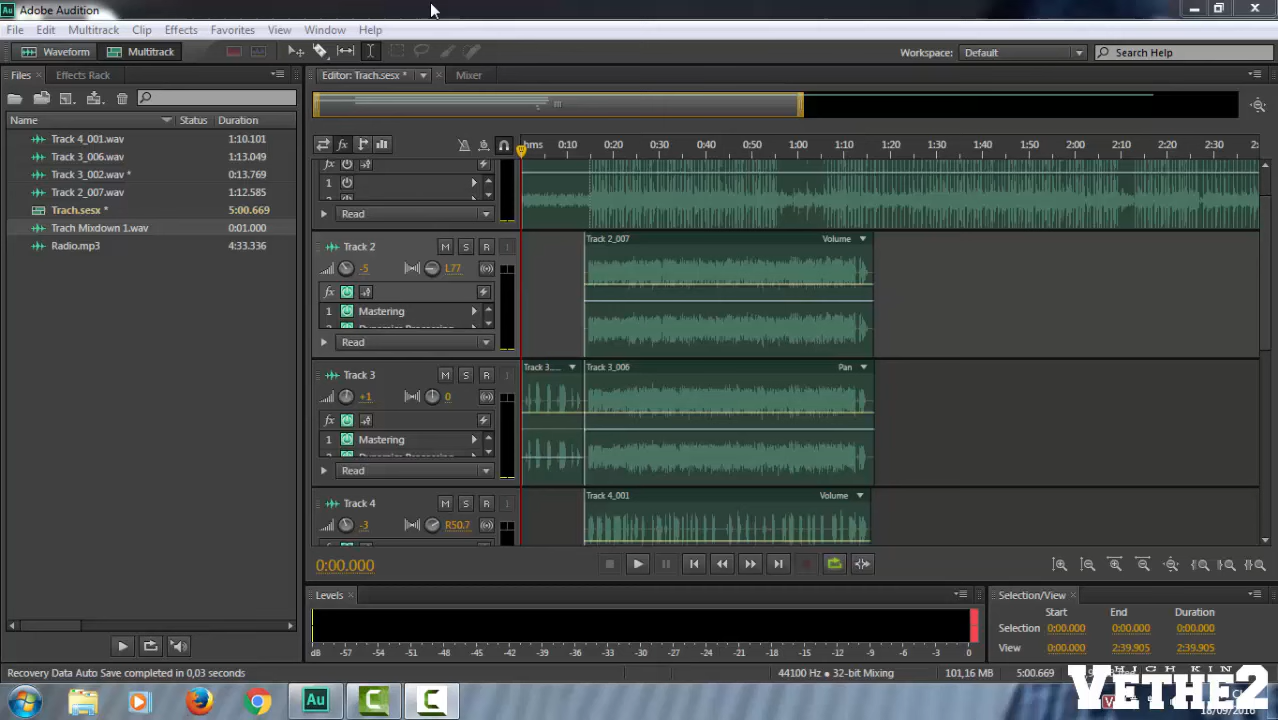 Adobe Audition
File Edit Multitrack Clip Effects Favorites View Window Help
Waveform Multitrack Workspace: Default Search Help
Files Effects Rack Editor: Trach.sesx * Mixer
Name Status Duration
Track 4_001.wav 1:10.101
Track 3_006.wav 1:13.049
Track 3_002.wav * 0:13.769
Track 2_007.wav 1:12.585
Trach.sesx * 5:00.669
Trach Mixdown 1.wav 0:01.000
Radio.mp3 4:33.336
fx
hms 0:10 0:20 0:30 0:40 0:50 1:00 1:10 1:20 1:30 1:40 1:50 2:00 2:10 2:20 2:30
fx
1
Read
Track 2 M S R I
-5 L77
fx
1 Mastering
Dynamics Processing
Read
Track 2_007 Volume
Track 3 M S R I
+1 0
fx
1 Mastering
Dynamics Processing
Read
Track 3.... Track 3_006 Pan
Track 4 M S R I
-3 R50.7
Track 4_001 Volume
0:00.000
Levels
dB -57 -54 -51 -48 -45 -42 -39 -36 -33 -30 -27 -24 -21 -18 -15 -12 -9 -6 -3 0
Selection/View
Start End Duration
Selection 0:00.000 0:00.000 0:00.000
View 0:00.000 2:39.905 2:39.905
Recovery Data Auto Save completed in 0,03 seconds 44100 Hz ● 32-bit Mixing 101,16 MB 5:00.669
HIGH KIN
VETHE2
18/09/2016